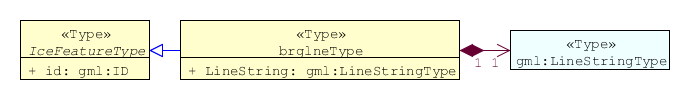 «Type»
IceFeatureType
+ id: gml:ID
«Type»
brglneType
+ LineString: gml:LineStringType
1 1
«Type»
gml:LineStringType